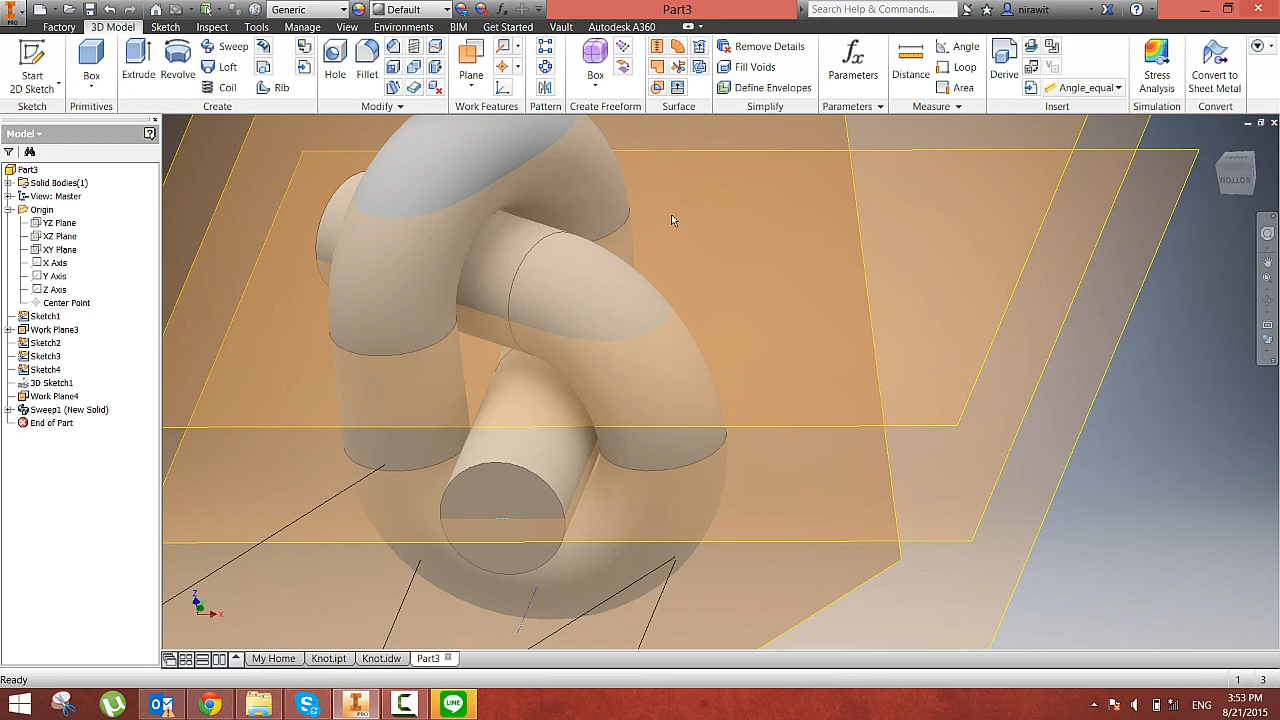 Generic
Default
Part3
Search Help & Commands...
nirawit
PRO
Factory
3D Model
Sketch
Inspect
Tools
Manage
View
Environments
BIM
Get Started
Vault
Autodesk A360
Start
2D Sketch
Box
Extrude
Revolve
Sweep
Loft
Coil
Rib
Hole
Fillet
Plane
Box
Remove Details
Fill Voids
Define Envelopes
fx
Parameters
Distance
Angle
Loop
Area
Derive
Angle_equal
Stress
Analysis
Convert to
Sheet Metal
Sketch
Primitives
Create
Modify
Work Features
Pattern
Create Freeform
Surface
Simplify
Parameters
Measure
Insert
Simulation
Convert
Model
Part3
Solid Bodies(1)
View: Master
Origin
YZ Plane
XZ Plane
XY Plane
X Axis
Y Axis
Z Axis
Center Point
Sketch1
Work Plane3
Sketch2
Sketch3
Sketch4
3D Sketch1
Work Plane4
Sweep1 (New Solid)
End of Part
FRONT
BOTTOM
Z
X
My Home
Knot.ipt
Knot.idw
Part3
Ready
1
3
PRO
LINE
ENG
3:53 PM
8/21/2015